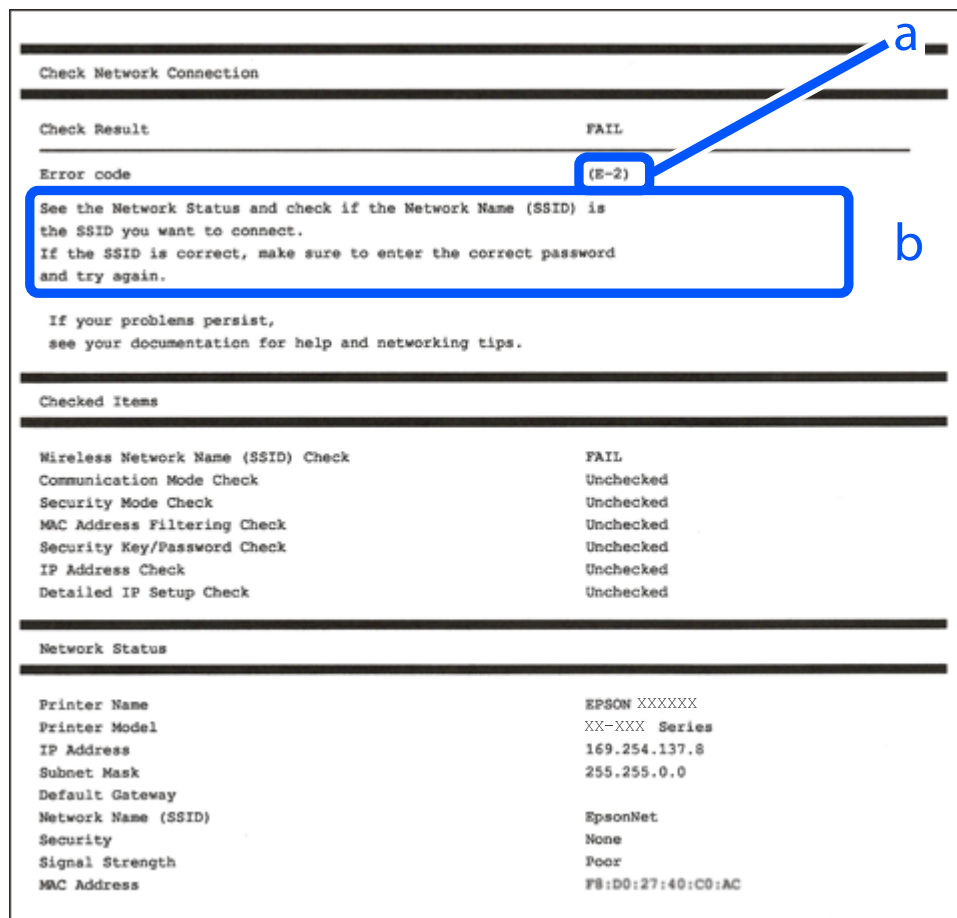 a
Check Network Connection
Check Result FAIL
Error code (E-2)
See the Network Status and check if the Network Name (SSID) is
the SSID you want to connect.
If the SSID is correct, make sure to enter the correct password
and try again.
b
If your problems persist,
see your documentation for help and networking tips.
Checked Items
Wireless Network Name (SSID) Check FAIL
Communication Mode Check Unchecked
Security Mode Check Unchecked
MAC Address Filtering Check Unchecked
Security Key/Password Check Unchecked
IP Address Check Unchecked
Detailed IP Setup Check Unchecked
Network Status
Printer Name EPSON XXXXXX
Printer Model XX-XXX Series
IP Address 169.254.137.8
Subnet Mask 255.255.0.0
Default Gateway
Network Name (SSID) EpsonNet
Security None
Signal Strength Poor
MAC Address F8:D0:27:40:C0:AC